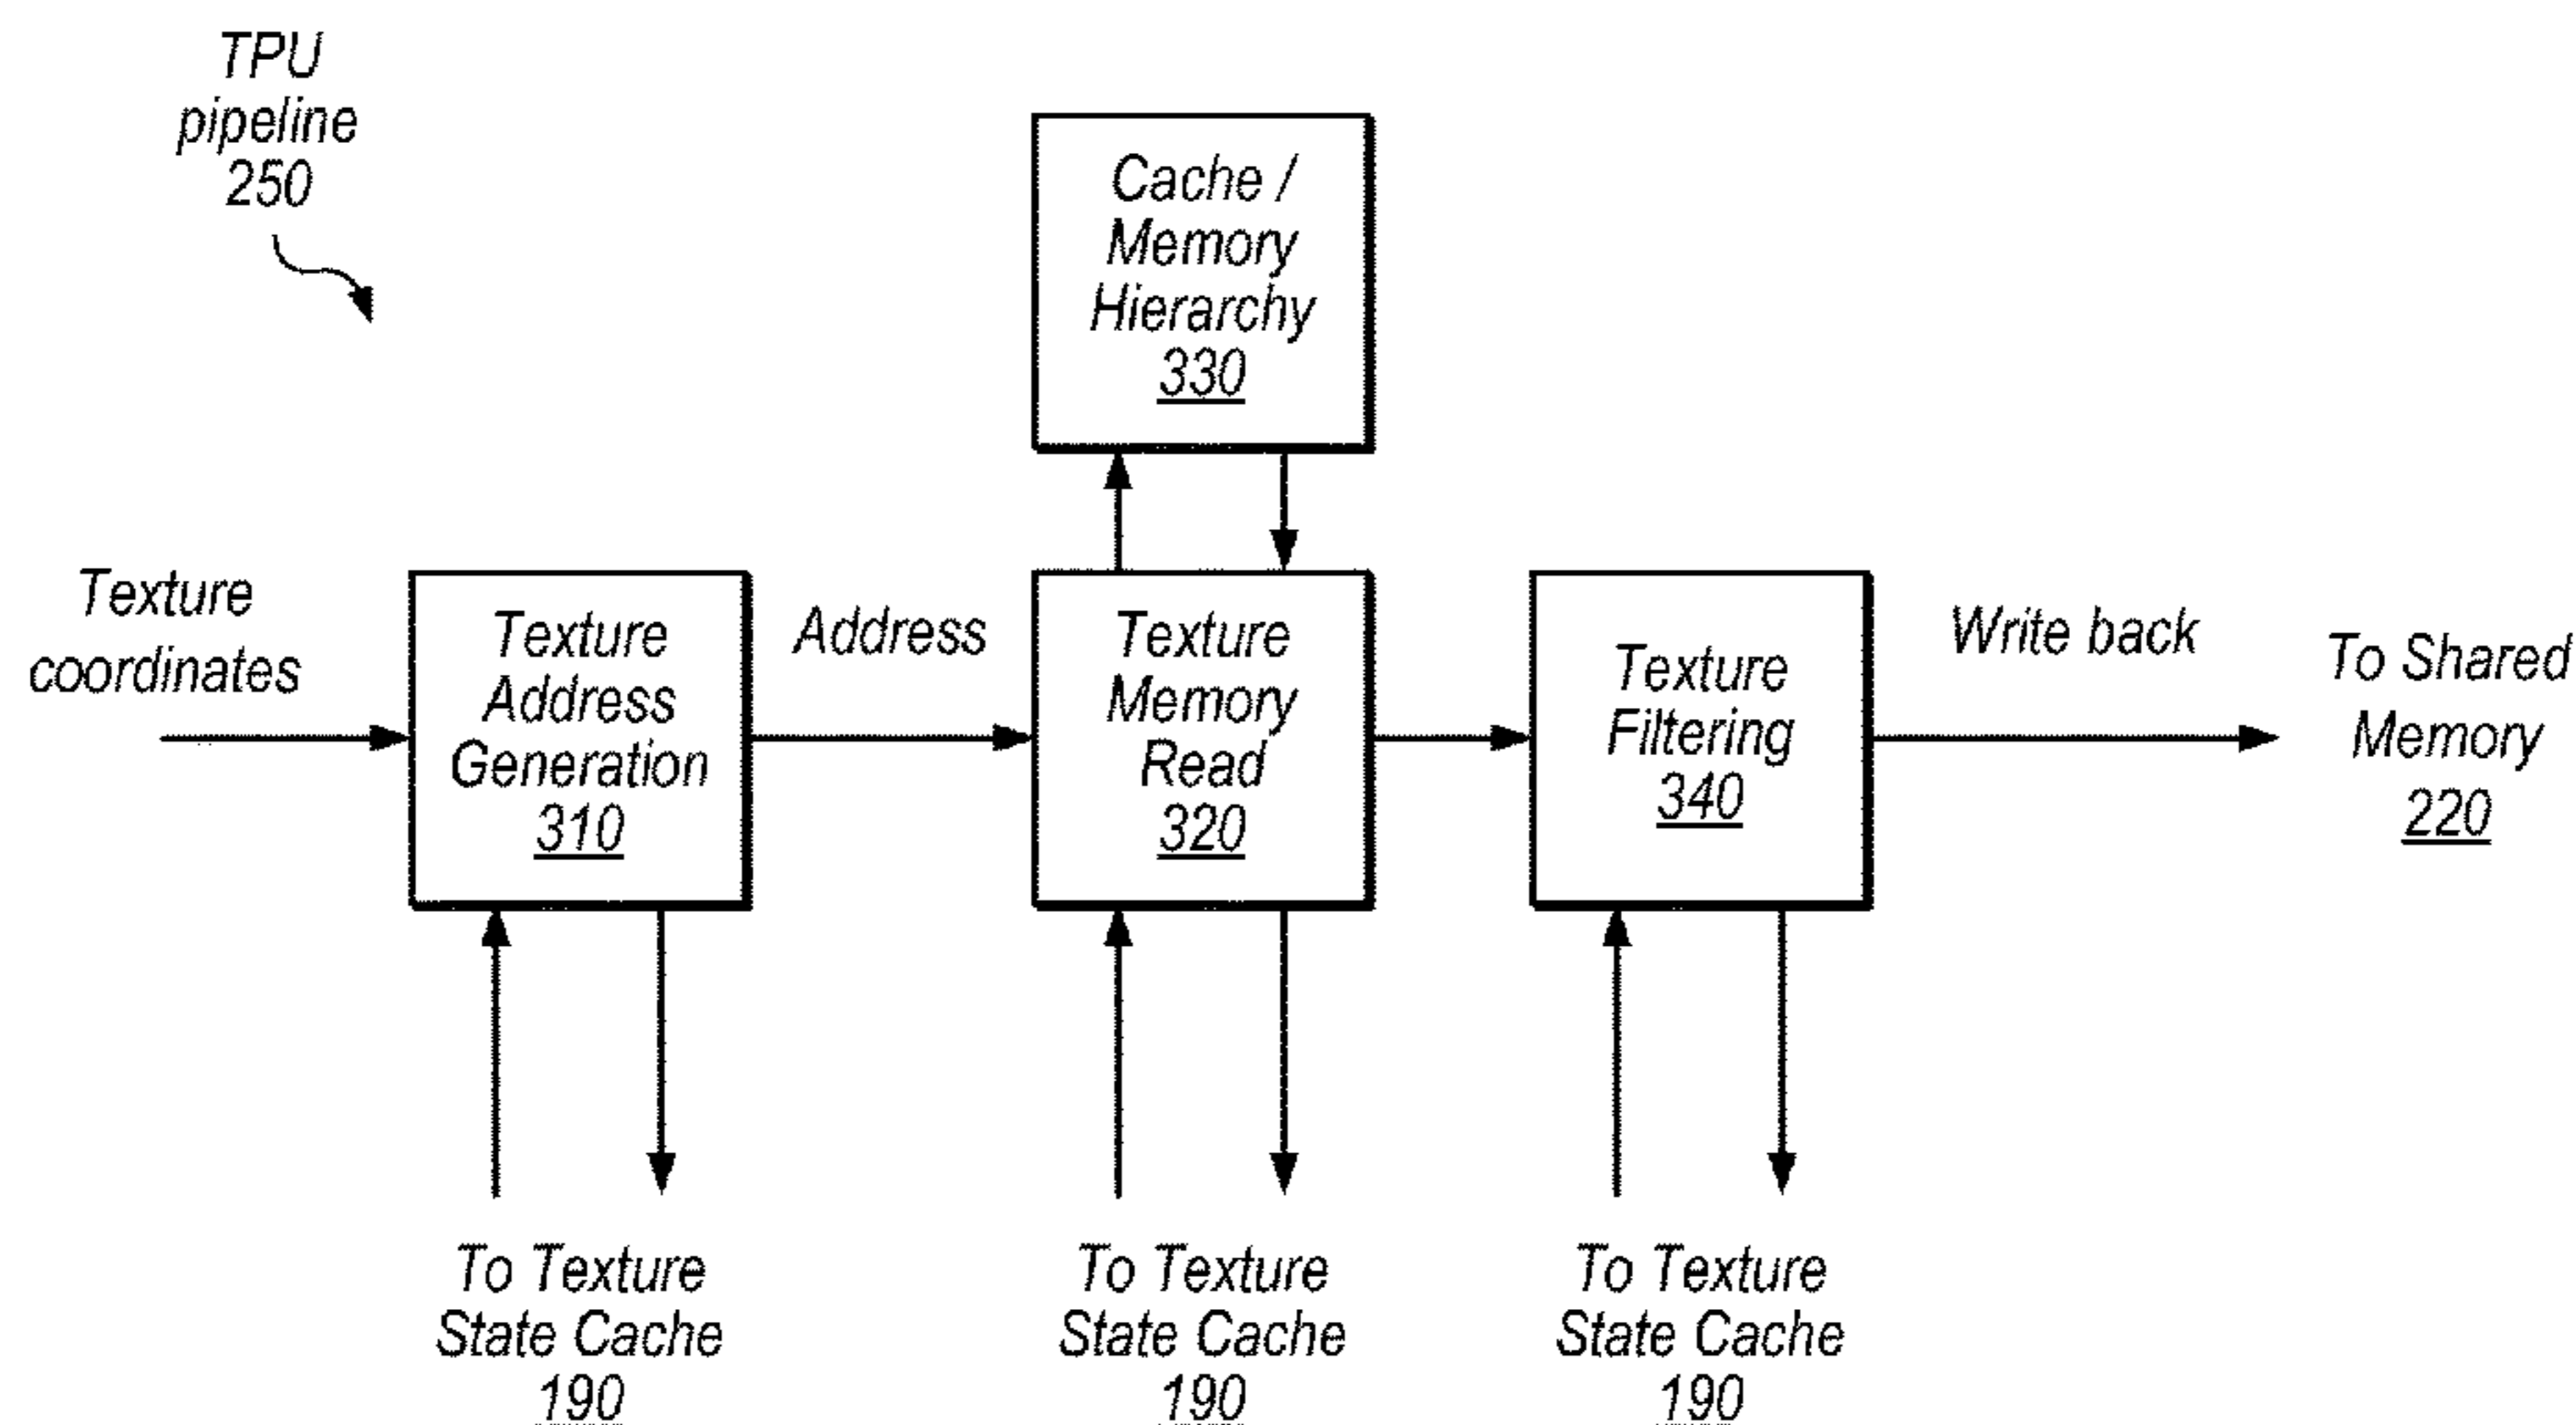 TPU
pipeline
250
Cache /
Memory
Hierarchy
330
Texture
coordinates
Texture
Address
Generation
310
Address
Texture
Memory
Read
320
Texture
Filtering
340
Write back
To Shared
Memory
220
To Texture
State Cache
190
To Texture
State Cache
190
To Texture
State Cache
190